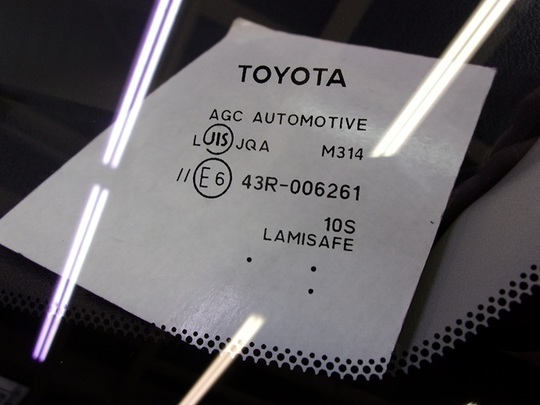 TOYOTA
AGC AUTOMOTIVE
L JIS JQA M314
// E6 43R-006261
10S
LAMISAFE